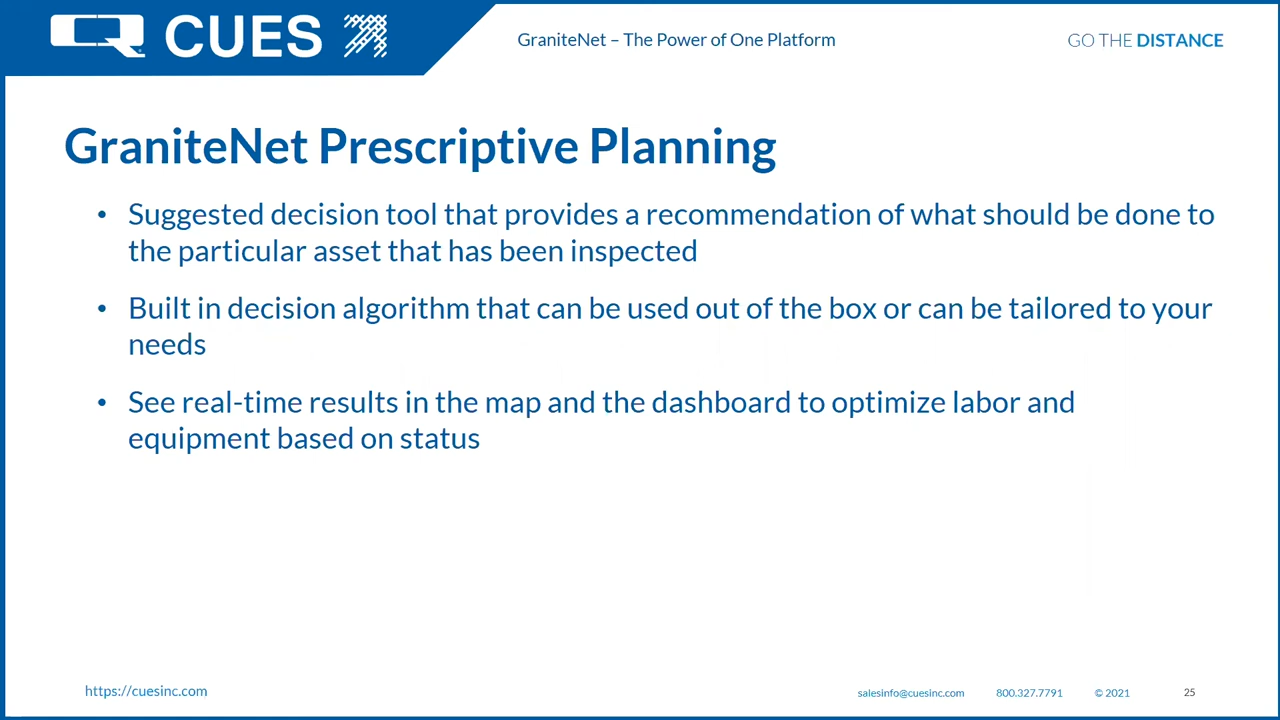 CUES
GraniteNet – The Power of One Platform
GO THE DISTANCE
GraniteNet Prescriptive Planning
• Suggested decision tool that provides a recommendation of what should be done to
the particular asset that has been inspected
• Built in decision algorithm that can be used out of the box or can be tailored to your
needs
• See real-time results in the map and the dashboard to optimize labor and
equipment based on status
https://cuesinc.com
salesinfo@cuesinc.com
800.327.7791
© 2021
25